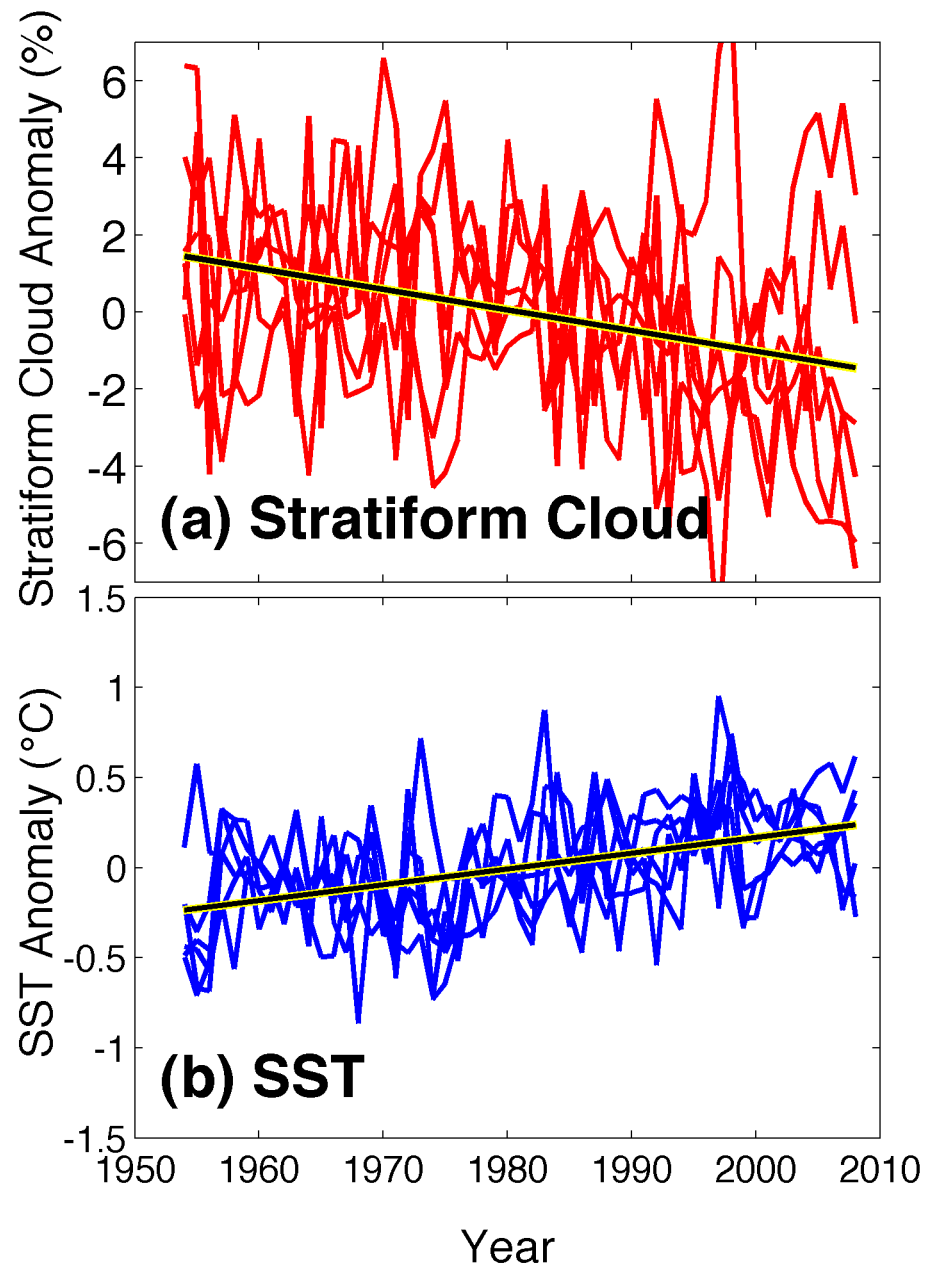 Stratiform Cloud Anomaly (%)
6
4
2
0
-2
-4
-6
(a) Stratiform Cloud
SST Anomaly (°C)
1.5
1
0.5
0
-0.5
-1
-1.5
(b) SST
1950 1960 1970 1980 1990 2000 2010
Year